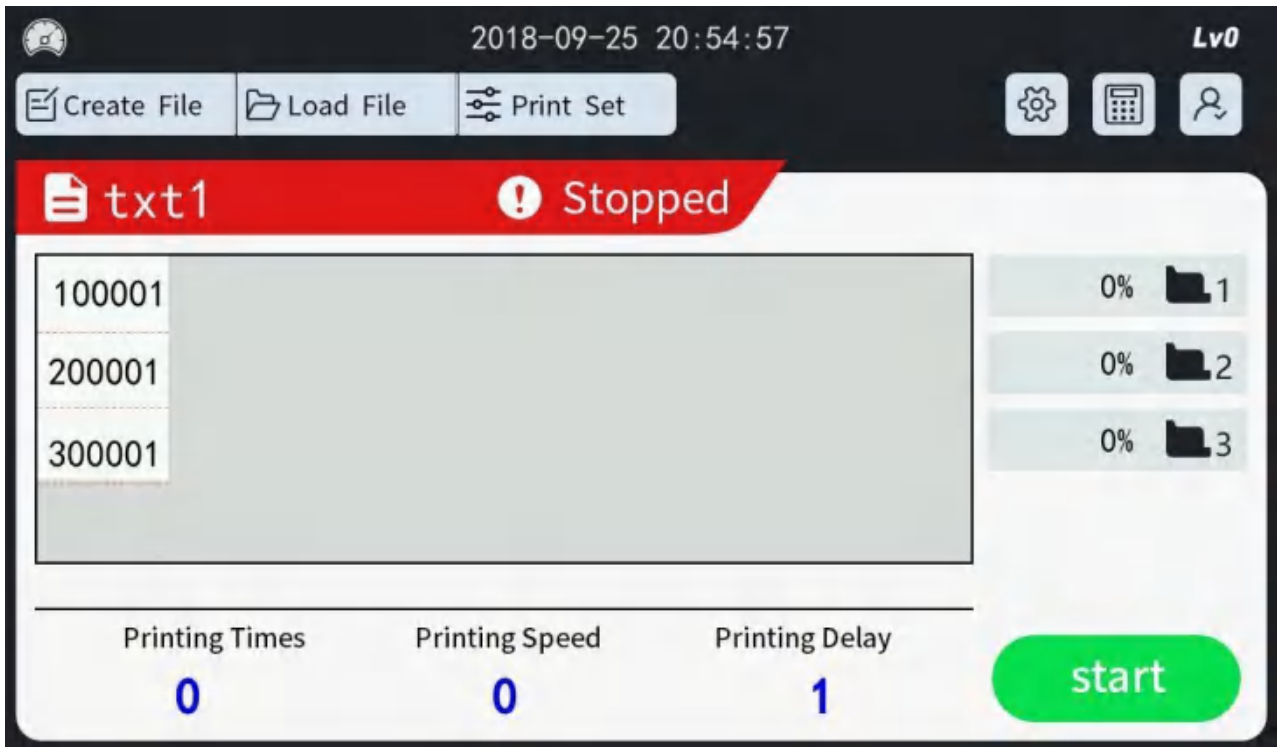 2018-09-25 20:54:57 Lv0
Create File Load File Print Set
txt1 Stopped
100001 0% 1
200001 0% 2
300001 0% 3
Printing Times Printing Speed Printing Delay
0 0 1
start